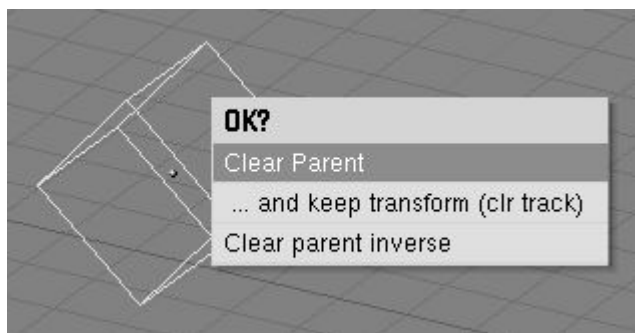 OK?
Clear Parent
... and keep transform (clr track)
Clear parent inverse